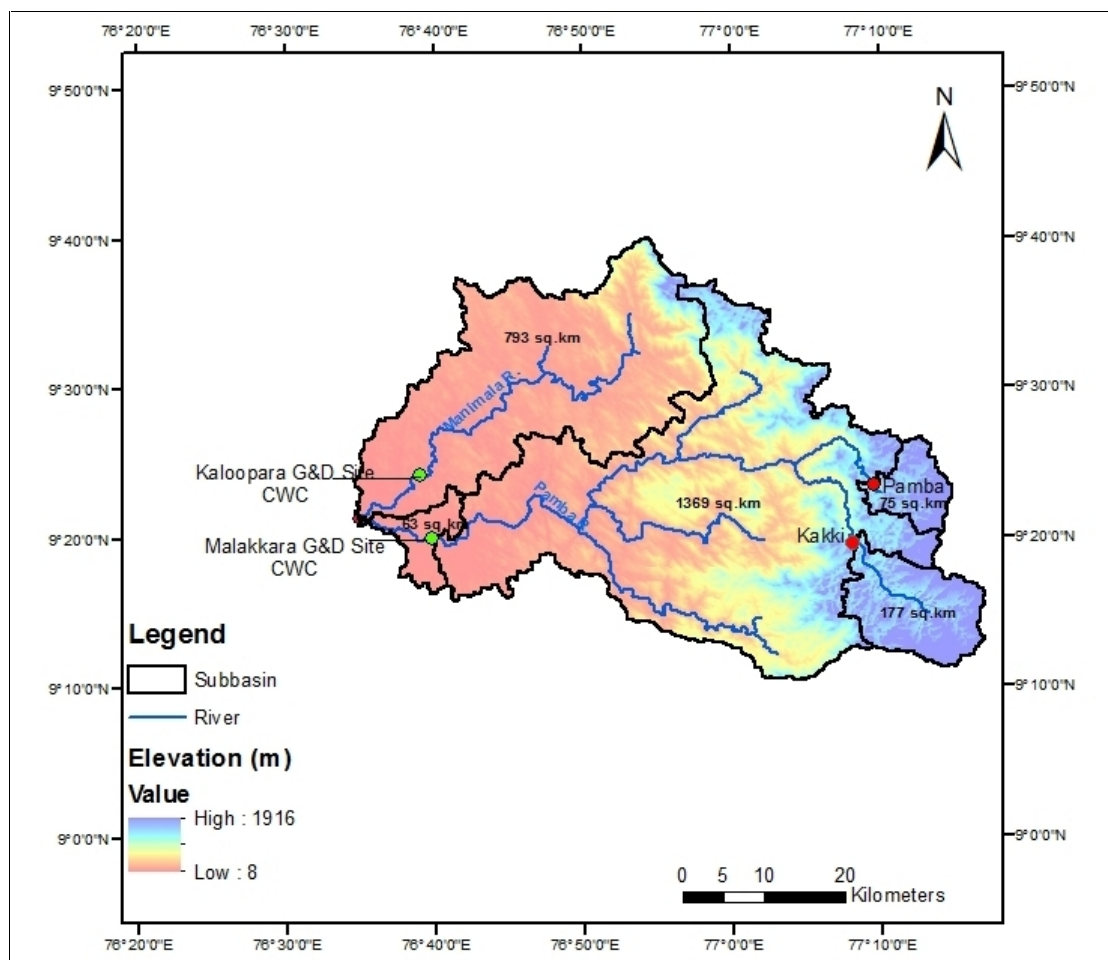 76°20'0"E 76°30'0"E 76°40'0"E 76°50'0"E 77°0'0"E 77°10'0"E
9°50'0"N 9°50'0"N
N
9°40'0"N 9°40'0"N
793 sq.km
9°30'0"N 9°30'0"N
Manimala R.
Kaloopara G&D Site
CWC
Pamba
75 sq.km
1369 sq.km
Pamba R.
63 sq km
Kakki
9°20'0"N 9°20'0"N
Malakkara G&D Site
CWC
177 sq.km
Legend
Subbasin
9°10'0"N 9°10'0"N
River
Elevation (m)
Value
High : 1916
9°0'0"N 9°0'0"N
Low : 8
0 5 10 20
Kilometers
76°20'0"E 76°30'0"E 76°40'0"E 76°50'0"E 77°0'0"E 77°10'0"E